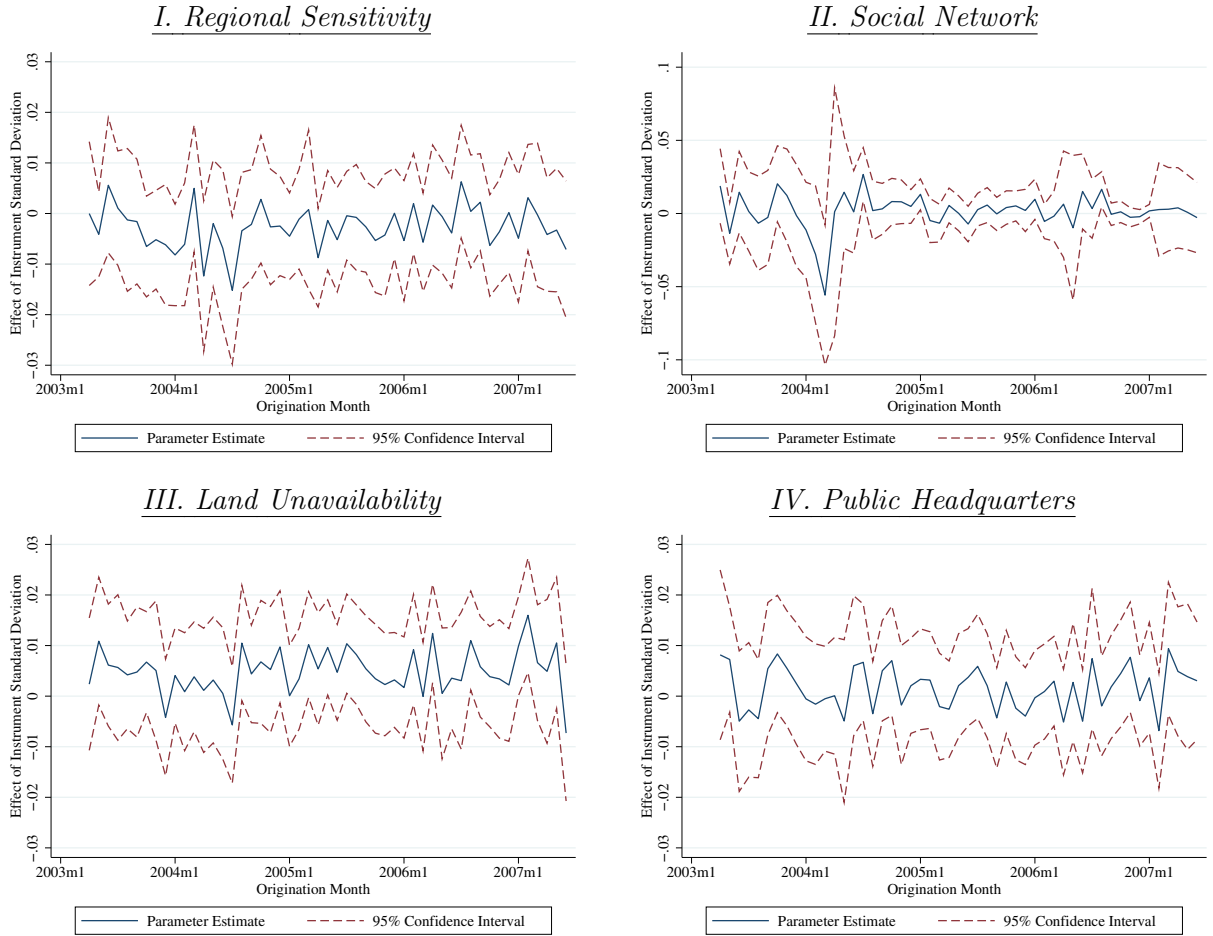 I. Regional Sensitivity
Effect of Instrument Standard Deviation
.03
.02
.01
0
-.01
-.02
-.03
2003m1 2004m1 2005m1 2006m1 2007m1
Origination Month
Parameter Estimate 95% Confidence Interval
II. Social Network
Effect of Instrument Standard Deviation
.1
.05
0
-.05
-.1
2003m1 2004m1 2005m1 2006m1 2007m1
Origination Month
Parameter Estimate 95% Confidence Interval
III. Land Unavailability
Effect of Instrument Standard Deviation
.03
.02
.01
0
-.01
-.02
-.03
2003m1 2004m1 2005m1 2006m1 2007m1
Origination Month
Parameter Estimate 95% Confidence Interval
IV. Public Headquarters
Effect of Instrument Standard Deviation
.03
.02
.01
0
-.01
-.02
-.03
2003m1 2004m1 2005m1 2006m1 2007m1
Origination Month
Parameter Estimate 95% Confidence Interval